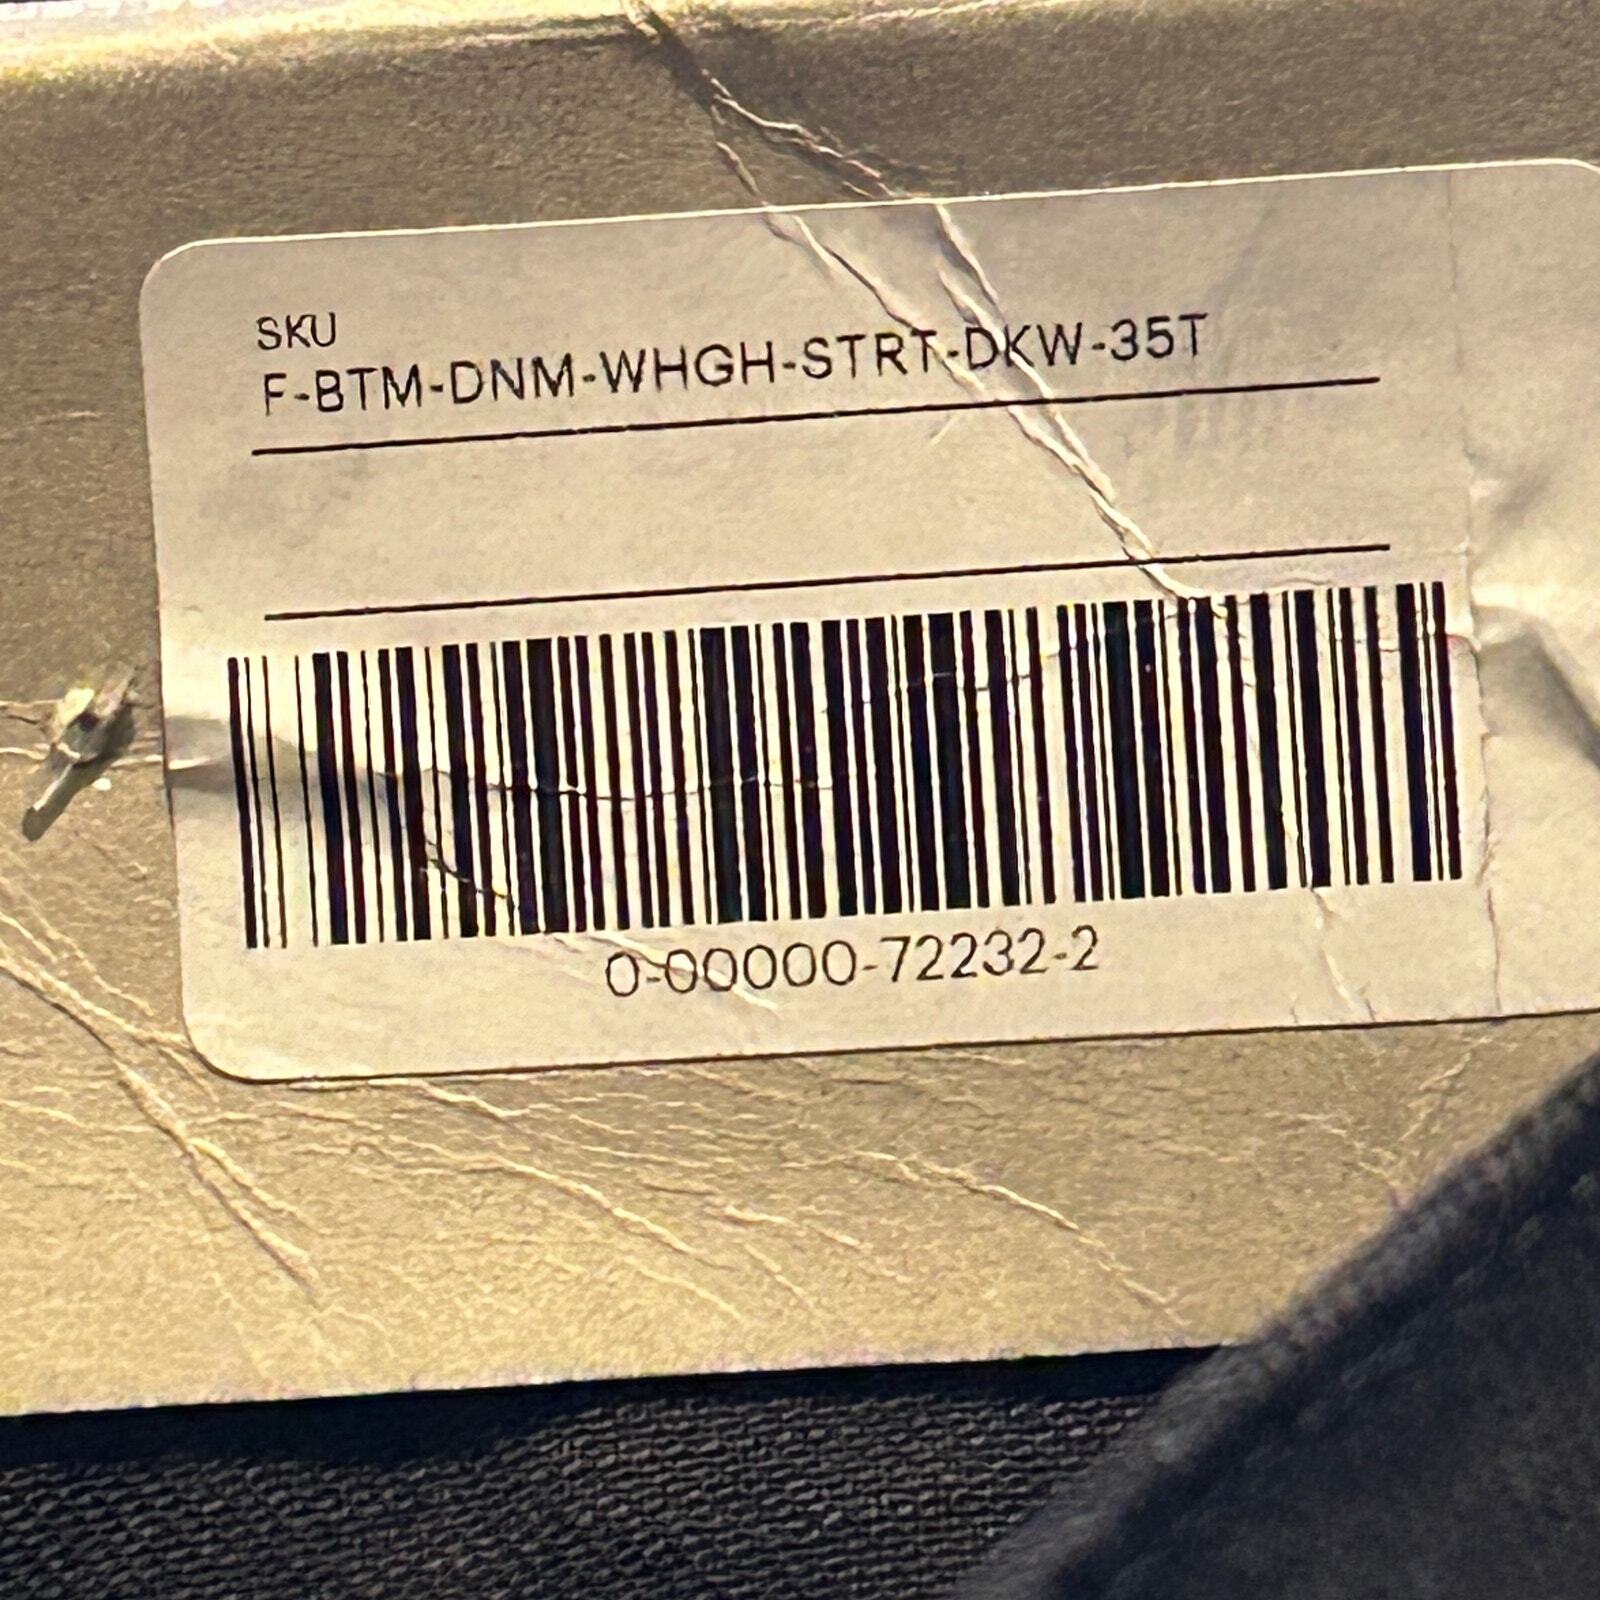 SKU
F-BTM-DNM-WHGH-STRT-DKW-35T
0-00000-72232-2